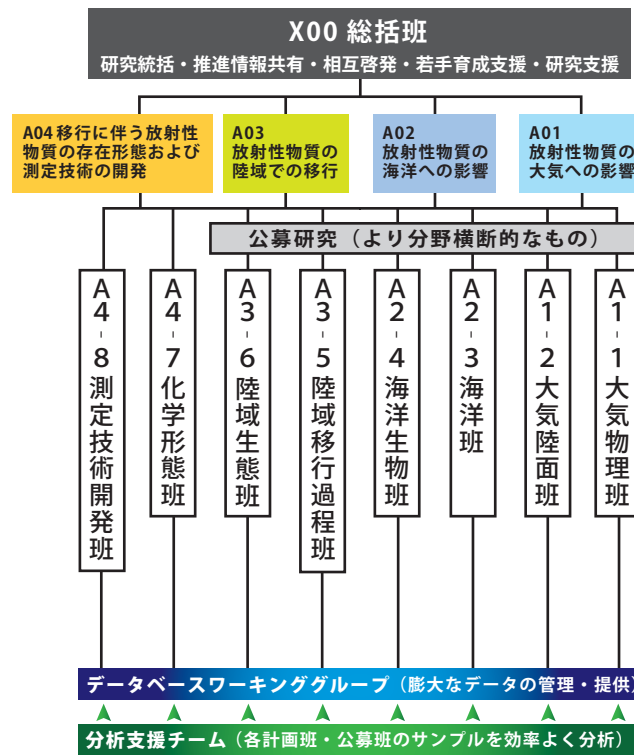 X00 総括班
研究統括・推進情報共有・相互啓発・若手育成支援・研究支援
A04 移行に伴う放射性
物質の存在形態および
測定技術の開発
A03
放射性物質の
陸域での移行
A02
放射性物質の
海洋への影響
A01
放射性物質の
大気への影響
公募研究（より分野横断的なもの）
A4-8測定技術開発班
A4-7化学形態班
A3-6陸域生態班
A3-5陸域移行過程班
A2-4海洋生物班
A2-3海洋班
A1-2大気陸面班
A1-1大気物理班
データベースワーキンググループ（膨大なデータの管理・提供）
分析支援チーム（各計画班・公募班のサンプルを効率よく分析）